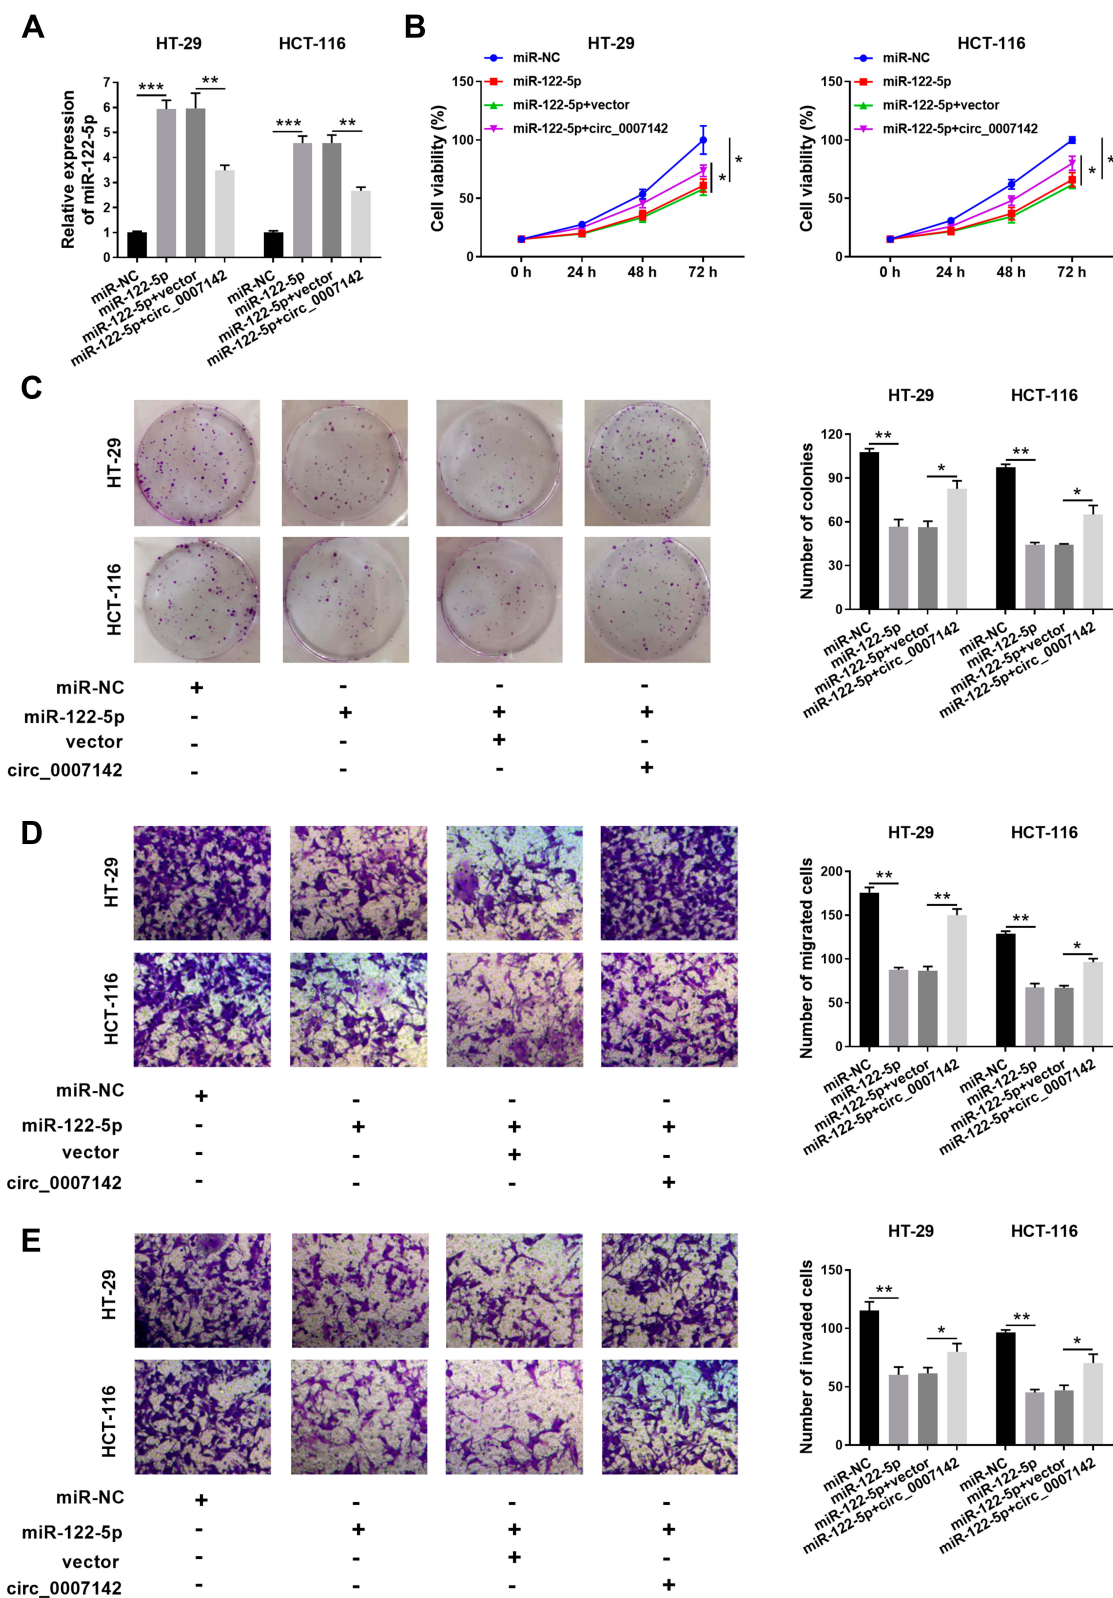 A
HT-29
HCT-116
Relative expression
of miR-122-5p
7
6
5
4
3
2
1
0
***
**
***
**
miR-NC
miR-122-5p
miR-122-5p+vector
miR-122-5p+circ_0007142
miR-NC
miR-122-5p
miR-122-5p+vector
miR-122-5p+circ_0007142
B
HT-29
miR-NC
miR-122-5p
miR-122-5p+vector
miR-122-5p+circ_0007142
Cell viability (%)
150
100
50
0
0 h
24 h
48 h
72 h
*
*
HCT-116
miR-NC
miR-122-5p
miR-122-5p+vector
miR-122-5p+circ_0007142
Cell viability (%)
150
100
50
0
0 h
24 h
48 h
72 h
*
*
C
HT-29
HCT-116
miR-NC + - - -
miR-122-5p - + + +
vector - - + -
circ_0007142 - - - +
HT-29
HCT-116
Number of colonies
120
90
60
30
0
**
*
**
*
miR-NC
miR-122-5p
miR-122-5p+vector
miR-122-5p+circ_0007142
miR-NC
miR-122-5p
miR-122-5p+vector
miR-122-5p+circ_0007142
D
HT-29
HCT-116
miR-NC + - - -
miR-122-5p - + + +
vector - - + -
circ_0007142 - - - +
HT-29
HCT-116
Number of migrated cells
200
150
100
50
0
**
**
**
*
miR-NC
miR-122-5p
miR-122-5p+vector
miR-122-5p+circ_0007142
miR-NC
miR-122-5p
miR-122-5p+vector
miR-122-5p+circ_0007142
E
HT-29
HCT-116
miR-NC + - - -
miR-122-5p - + + +
vector - - + -
circ_0007142 - - - +
HT-29
HCT-116
Number of invaded cells
150
100
50
0
**
*
**
*
miR-NC
miR-122-5p
miR-122-5p+vector
miR-122-5p+circ_0007142
miR-NC
miR-122-5p
miR-122-5p+vector
miR-122-5p+circ_0007142